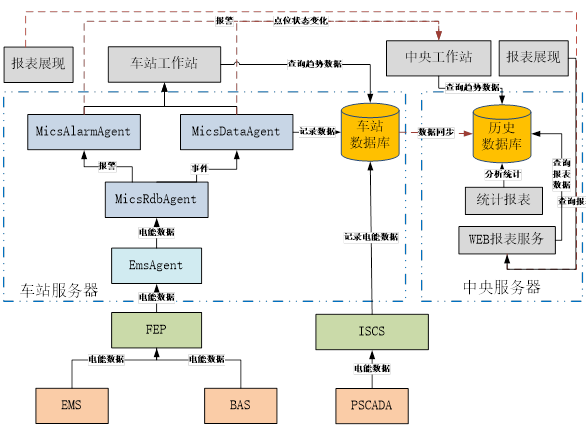 报警
点位状态变化
报表展现
车站工作站
中央工作站
报表展现
查询趋势数据
查询趋势数据
MicsAlarmAgent
MicsDataAgent
记录数据
车站
数据库
数据同步
历史
数据库
报警
事件
分析统计
查询
报表
数据
MicsRdbAgent
统计报表
查询报
电能数据
记录电能数据
WEB报表服务
EmsAgent
车站服务器
电能数据
中央服务器
FEP
ISCS
电能数据
电能数据
电能数据
EMS
BAS
PSCADA